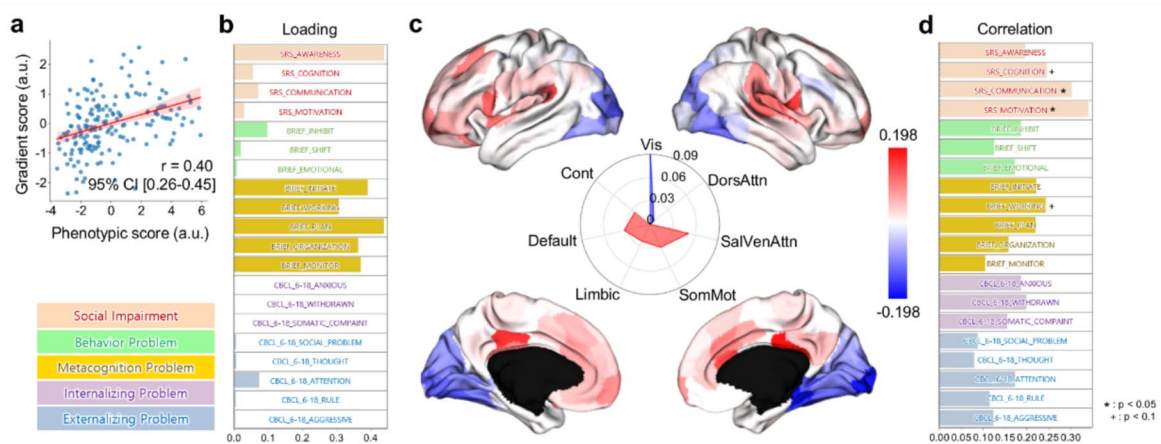 a
Gradient score (a.u.)
2
1
0
-1
-2
r = 0.40
95% CI [0.26-0.45]
-4
-2
0
2
4
6
Phenotypic score (a.u.)
Social Impairment
Behavior Problem
Metacognition Problem
Internalizing Problem
Externalizing Problem
b
Loading
SRS_AWARENESS
SRS_COGNITION
SRS_COMMUNICATION
SRS_MOTIVATION
BRIEF_INHIBIT
BRIEF_SHIFT
BRIEF_EMOTIONAL
BRIEF_INITIATE
BRIEF_WORKING
BRIEF_PLAN
BRIEF_ORGANIZATION
BRIEF_MONITOR
CBCL_6-18_ANXIOUS
CBCL_6-18_WITHDRAWN
CBCL_6-18_SOMATIC_COMPAINT
CBCL_6-18_SOCIAL_PROBLEM
CBCL_6-18_THOUGHT
CBCL_6-18_ATTENTION
CBCL_6-18_RULE
CBCL_6-18_AGGRESSIVE
0.0 0.1 0.2 0.3 0.4
c
Vis
DorsAttn
SalVenAttn
SomMot
Limbic
Default
Cont
0.09
0.06
0.03
0
0.198
-0.198
d
Correlation
SRS_AWARENESS
SRS_COGNITION +
SRS_COMMUNICATION ★
SRS_MOTIVATION ★
BRIEF_INHIBIT
BRIEF_SHIFT
BRIEF_EMOTIONAL
BRIEF_INITIATE
BRIEF_WORKING +
BRIEF_PLAN
BRIEF_ORGANIZATION
BRIEF_MONITOR
CBCL_6-18_ANXIOUS
CBCL_6-18_WITHDRAWN
CBCL_6-18_SOMATIC_COMPAINT
CBCL_6-18_SOCIAL_PROBLEM
CBCL_6-18_THOUGHT
CBCL_6-18_ATTENTION
CBCL_6-18_RULE
CBCL_6-18_AGGRESSIVE
0.00 0.05 0.10 0.15 0.20 0.25 0.30
★ : p < 0.05
+ : p < 0.1